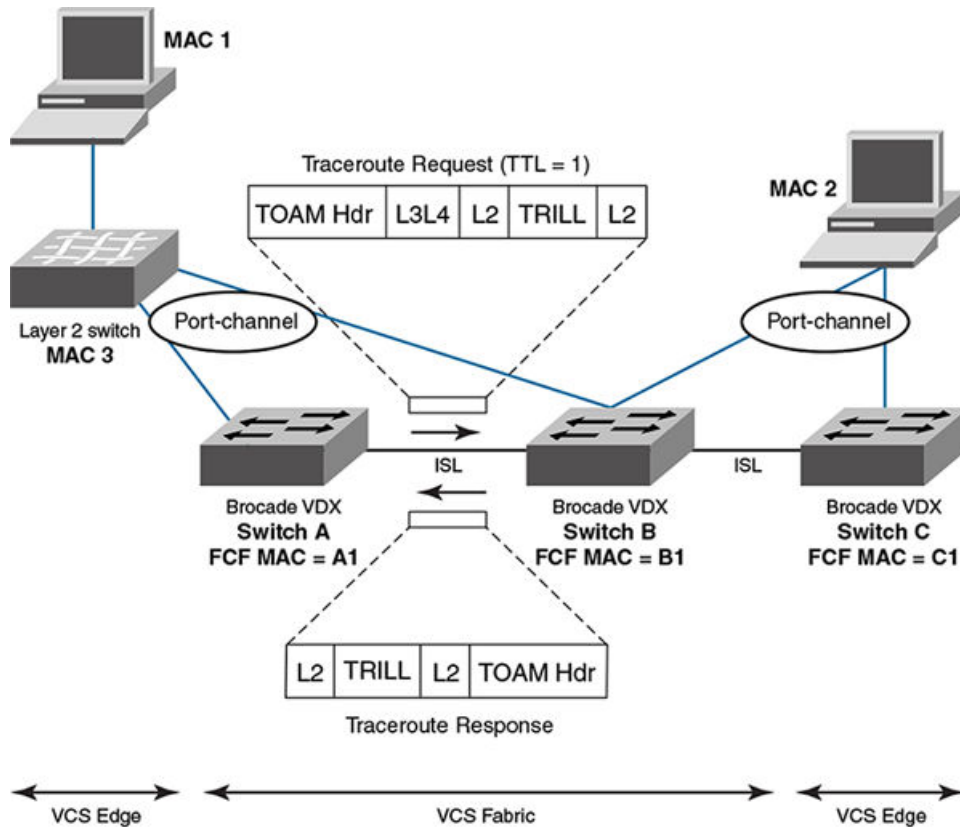 MAC 1
Traceroute Request (TTL = 1)
TOAM Hdr L3L4 L2 TRILL L2
MAC 2
Layer 2 switch
MAC 3
Port-channel
Port-channel
ISL
ISL
Brocade VDX
Switch A
FCF MAC = A1
Brocade VDX
Switch B
FCF MAC = B1
Brocade VDX
Switch C
FCF MAC = C1
L2 TRILL L2 TOAM Hdr
Traceroute Response
VCS Edge
VCS Fabric
VCS Edge